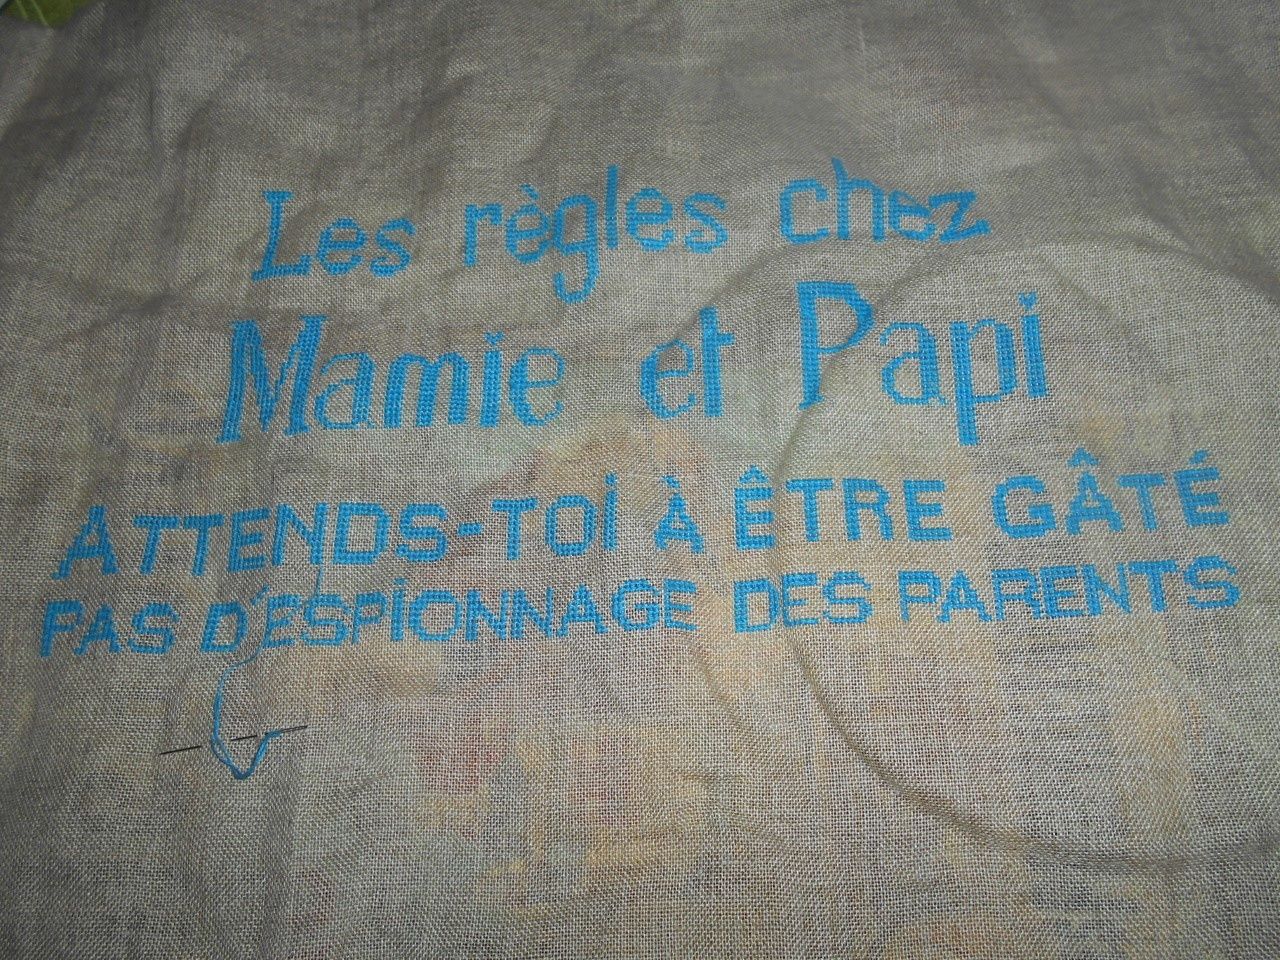 Les règles chez
Mamie et Papi
ATTENDS-TOi À ÊTRE GÂTÉ
PAS D'ESPiONNAGE DES PARENTS